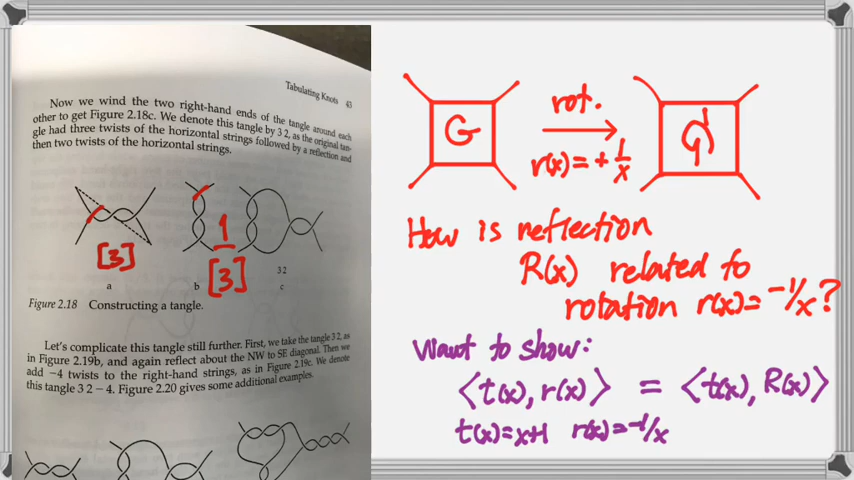 Tabulating Knots 43
Now we wind the two right-hand ends of the tangle around each
other to get Figure 2.18c. We denote this tangle by 3 2, as the original tan-
gle had three twists of the horizontal strings followed by a reflection and
then two twists of the horizontal strings.
[3]
1
[3]
3 2
a
b
c
Figure 2.18 Constructing a tangle.
Let's complicate this tangle still further. First, we take the tangle 3 2, as
in Figure 2.19b, and again reflect about the NW to SE diagonal. Then we
add −4 twists to the right-hand strings, as in Figure 2.19c. We denote
this tangle 3 2 − 4. Figure 2.20 gives some additional examples.
G
rot.
r(x) = + 1/x
G
How is reflection
R(x) related to
rotation r(x) = -1/x?
Want to show:
⟨t(x), r(x)⟩ = ⟨t(x), R(x)⟩
t(x)=x+1 r(x)=-1/x